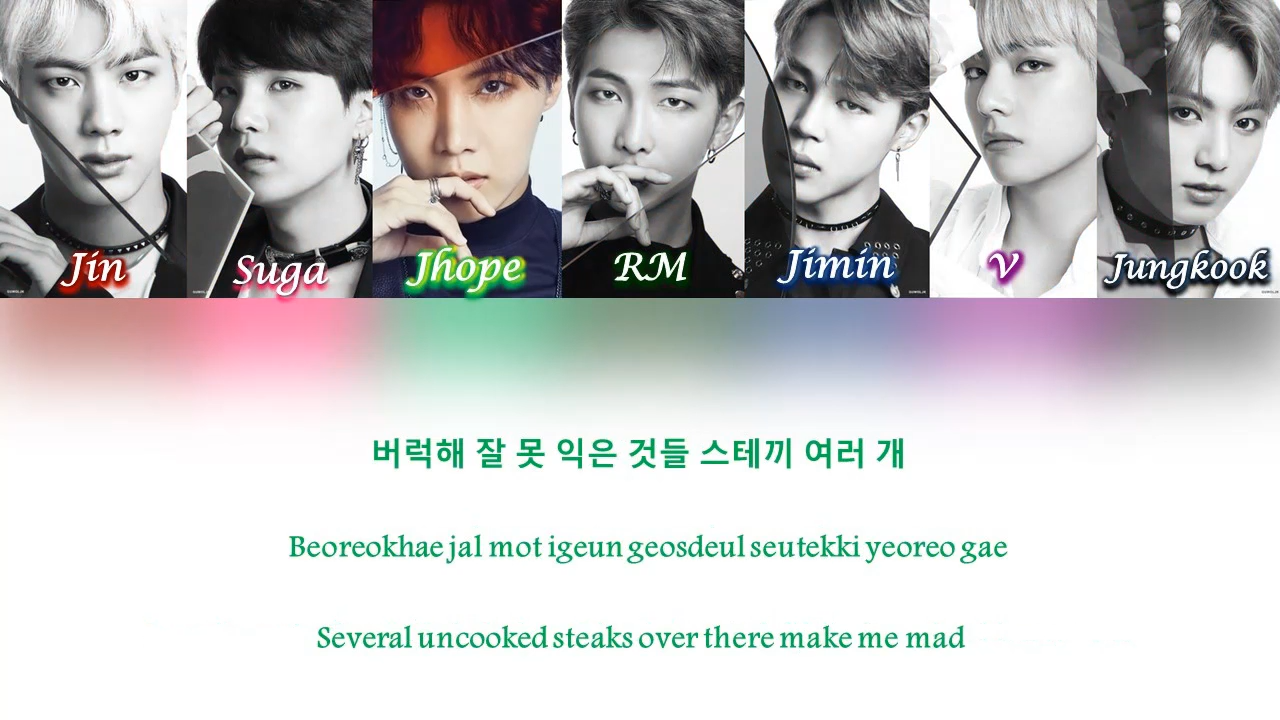 Jin Suga Jhope RM Jimin V Jungkook
버럭해 잘 못 익은 것들 스테끼 여러 개
Beoreokhae jal mot igeun geosdeul seutekki yeoreo gae
Several uncooked steaks over there make me mad